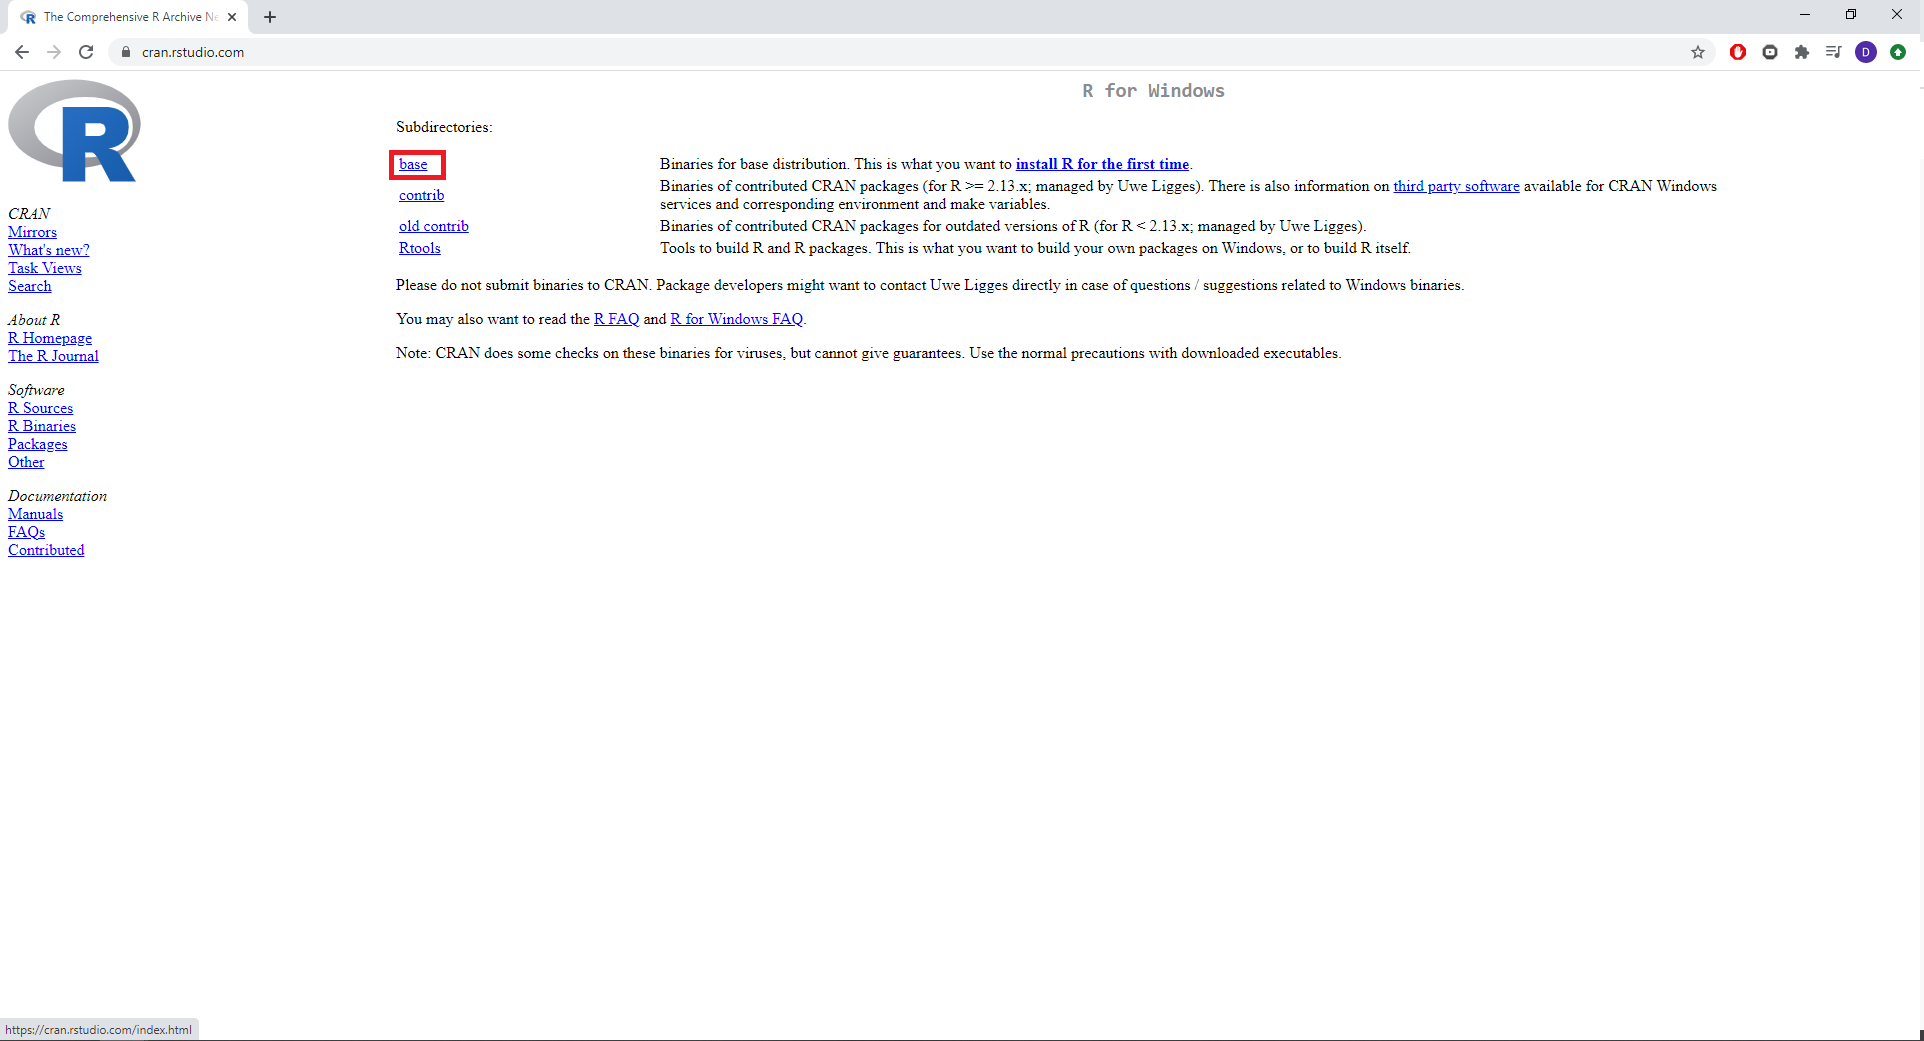 The Comprehensive R Archive Ne
cran.rstudio.com
D
R
R for Windows
Subdirectories:
base Binaries for base distribution. This is what you want to install R for the first time.
contrib Binaries of contributed CRAN packages (for R >= 2.13.x; managed by Uwe Ligges). There is also information on third party software available for CRAN Windows
services and corresponding environment and make variables.
old contrib Binaries of contributed CRAN packages for outdated versions of R (for R < 2.13.x; managed by Uwe Ligges).
Rtools Tools to build R and R packages. This is what you want to build your own packages on Windows, or to build R itself.
Please do not submit binaries to CRAN. Package developers might want to contact Uwe Ligges directly in case of questions / suggestions related to Windows binaries.
You may also want to read the R FAQ and R for Windows FAQ.
Note: CRAN does some checks on these binaries for viruses, but cannot give guarantees. Use the normal precautions with downloaded executables.
CRAN
Mirrors
What's new?
Task Views
Search
About R
R Homepage
The R Journal
Software
R Sources
R Binaries
Packages
Other
Documentation
Manuals
FAQs
Contributed
https://cran.rstudio.com/index.html